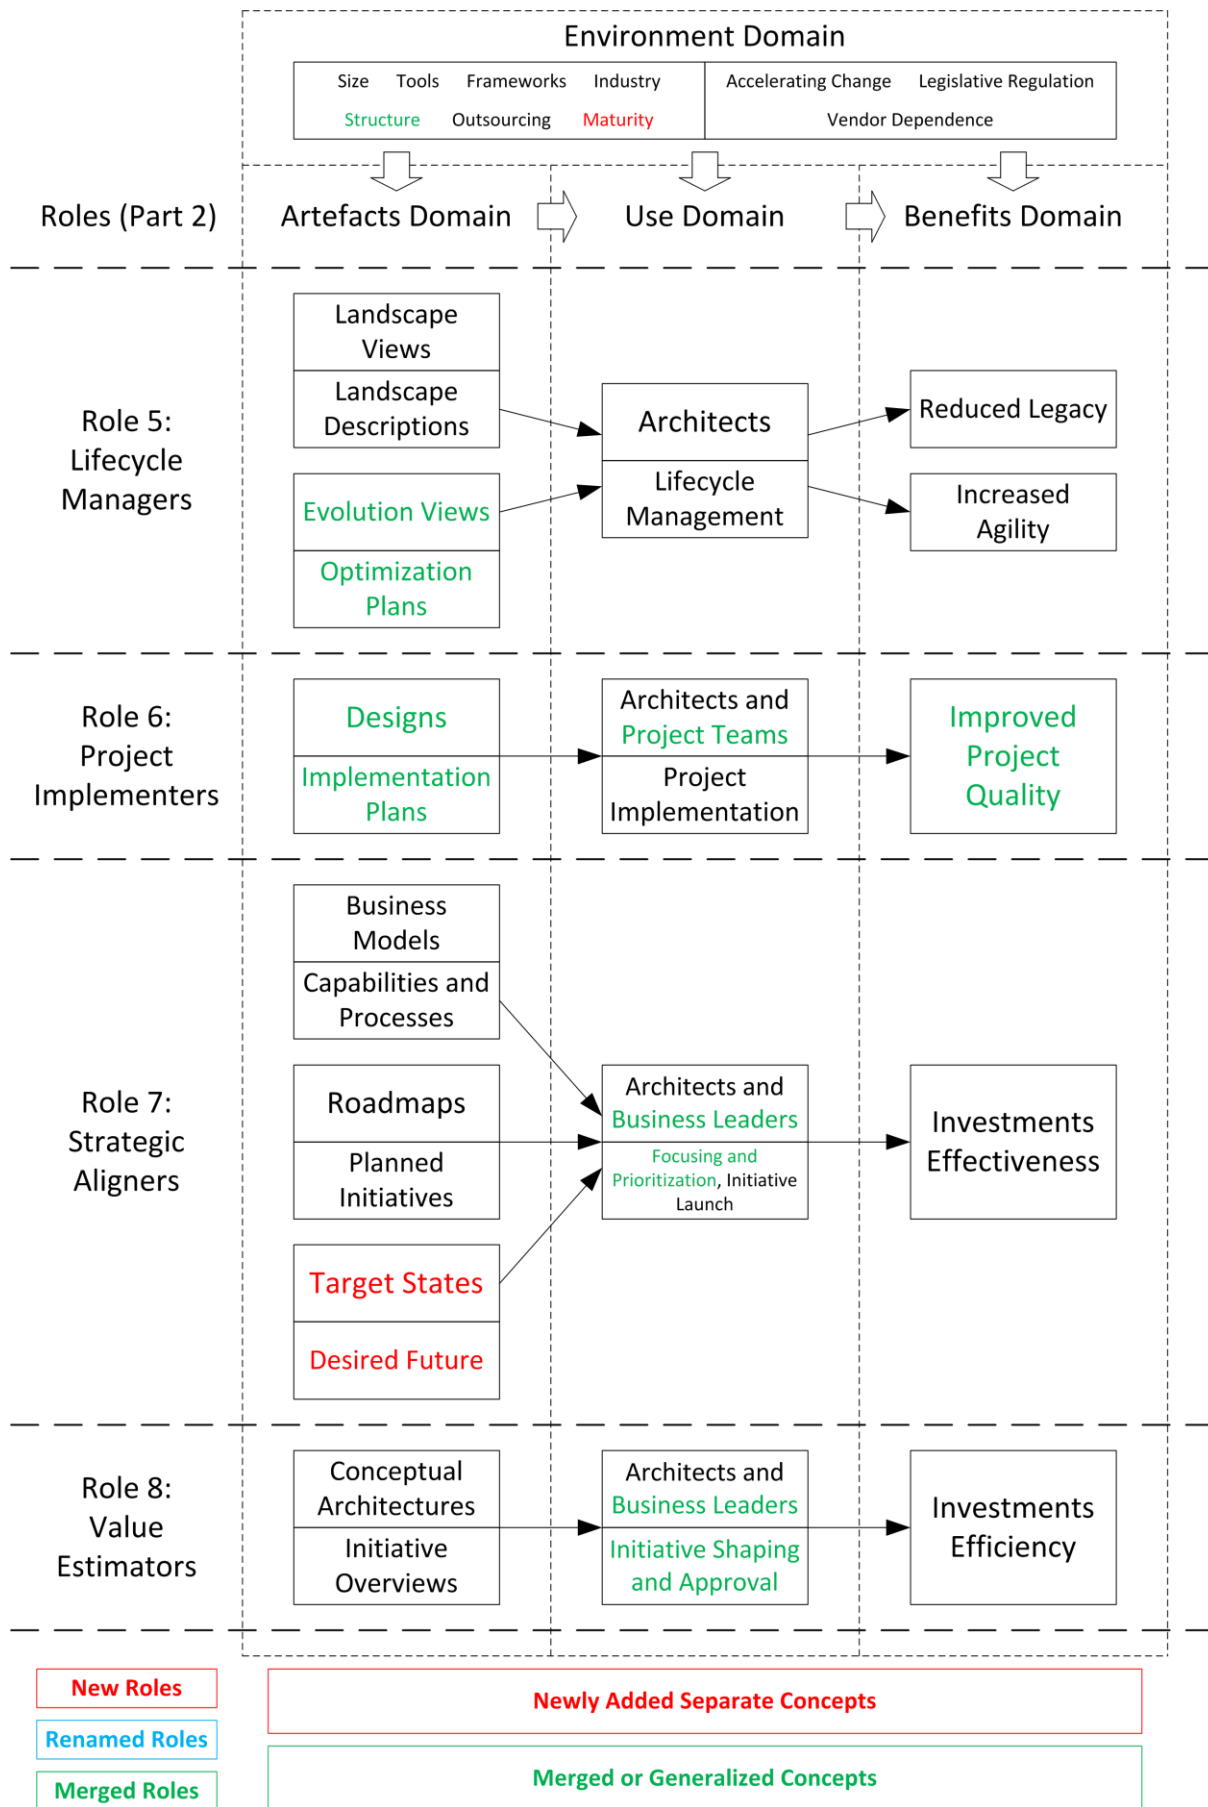 Environment Domain
Size Tools Frameworks Industry
Structure Outsourcing Maturity
Accelerating Change Legislative Regulation
Vendor Dependence
Roles (Part 2)
Artefacts Domain
Use Domain
Benefits Domain
Role 5:
Lifecycle
Managers
Landscape
Views
Landscape
Descriptions
Evolution Views
Optimization
Plans
Architects
Lifecycle
Management
Reduced Legacy
Increased
Agility
Role 6:
Project
Implementers
Designs
Implementation
Plans
Architects and
Project Teams
Project
Implementation
Improved
Project
Quality
Role 7:
Strategic
Aligners
Business
Models
Capabilities and
Processes
Roadmaps
Planned
Initiatives
Target States
Desired Future
Architects and
Business Leaders
Focusing and
Prioritization, Initiative
Launch
Investments
Effectiveness
Role 8:
Value
Estimators
Conceptual
Architectures
Initiative
Overviews
Architects and
Business Leaders
Initiative Shaping
and Approval
Investments
Efficiency
New Roles
Renamed Roles
Merged Roles
Newly Added Separate Concepts
Merged or Generalized Concepts